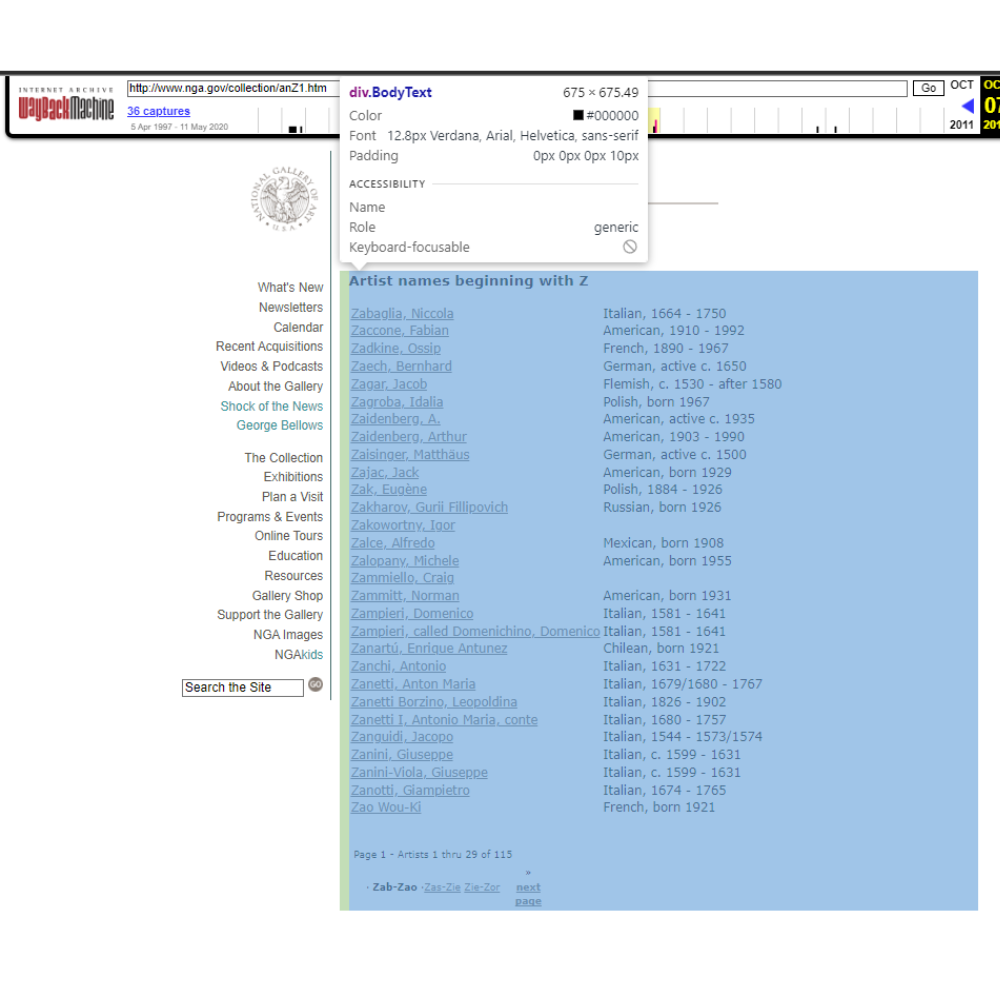 INTERNET ARCHIVE
WayBackMachine
http://www.nga.gov/collection/anZ1.htm
Go
OCT
36 captures
5 Apr 1997 - 11 May 2020
2011
div.BodyText 675 × 675.49
Color #000000
Font 12.8px Verdana, Arial, Helvetica, sans-serif
Padding 0px 0px 0px 10px
ACCESSIBILITY
Name
Role generic
Keyboard-focusable
NATIONAL GALLERY OF ART
U.S.A
What's New
Newsletters
Calendar
Recent Acquisitions
Videos & Podcasts
About the Gallery
Shock of the News
George Bellows
The Collection
Exhibitions
Plan a Visit
Programs & Events
Online Tours
Education
Resources
Gallery Shop
Support the Gallery
NGA Images
NGAkids
Search the Site GO
Artist names beginning with Z
Zabaglia, Niccola Italian, 1664 - 1750
Zaccone, Fabian American, 1910 - 1992
Zadkine, Ossip French, 1890 - 1967
Zaech, Bernhard German, active c. 1650
Zagar, Jacob Flemish, c. 1530 - after 1580
Zagroba, Idalia Polish, born 1967
Zaidenberg, A. American, active c. 1935
Zaidenberg, Arthur American, 1903 - 1990
Zaisinger, Matthäus German, active c. 1500
Zajac, Jack American, born 1929
Zak, Eugène Polish, 1884 - 1926
Zakharov, Gurii Fillipovich Russian, born 1926
Zakowortny, Igor
Zalce, Alfredo Mexican, born 1908
Zalopany, Michele American, born 1955
Zammiello, Craig
Zammitt, Norman American, born 1931
Zampieri, Domenico Italian, 1581 - 1641
Zampieri, called Domenichino, Domenico Italian, 1581 - 1641
Zanartú, Enrique Antunez Chilean, born 1921
Zanchi, Antonio Italian, 1631 - 1722
Zanetti, Anton Maria Italian, 1679/1680 - 1767
Zanetti Borzino, Leopoldina Italian, 1826 - 1902
Zanetti I, Antonio Maria, conte Italian, 1680 - 1757
Zanguidi, Jacopo Italian, 1544 - 1573/1574
Zanini, Giuseppe Italian, c. 1599 - 1631
Zanini-Viola, Giuseppe Italian, c. 1599 - 1631
Zanotti, Giampietro Italian, 1674 - 1765
Zao Wou-Ki French, born 1921
Page 1 - Artists 1 thru 29 of 115
»
· Zab-Zao ·Zas-Zie Zie-Zor next
page